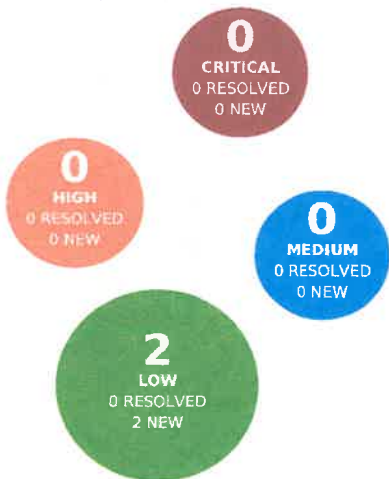 0
CRITICAL
0 RESOLVED
0 NEW
0
HIGH
0 RESOLVED
0 NEW
0
MEDIUM
0 RESOLVED
0 NEW
2
LOW
0 RESOLVED
2 NEW